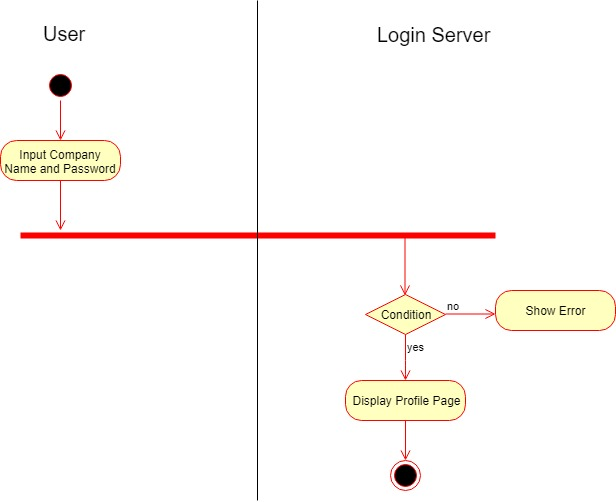 User
Login Server
Input Company
Name and Password
Condition
no
Show Error
yes
Display Profile Page